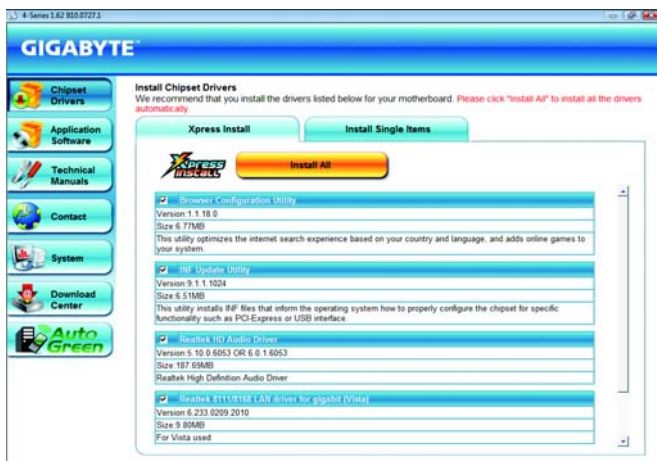 4-Series 1.62 B10.0727.1
GIGABYTE™
Chipset
Drivers
Application
Software
Technical
Manuals
Contact
System
Download
Center
Auto
Green
Install Chipset Drivers
We recommend that you install the drivers listed below for your motherboard. Please click "Install All" to install all the drivers
automatically.
Xpress Install
Install Single Items
Xpress
Install
Install All
Browser Configuration Utility
Version:1.1.18.0
Size:6.77MB
This utility optimizes the internet search experience based on your country and language, and adds online games to
your system.
INF Update Utility
Version:9.1.1.1024
Size:6.51MB
This utility installs INF files that inform the operating system how to properly configure the chipset for specific
functionality such as PCI-Express or USB interface
Realtek HD Audio Driver
Version:5.10.0.6053 OR 6.0.1.6053
Size:187.69MB
Realtek High Definition Audio Driver
Realtek 8111/8168 LAN driver for gigabit (Vista)
Version:6.233.0209.2010
Size:9.80MB
For Vista used